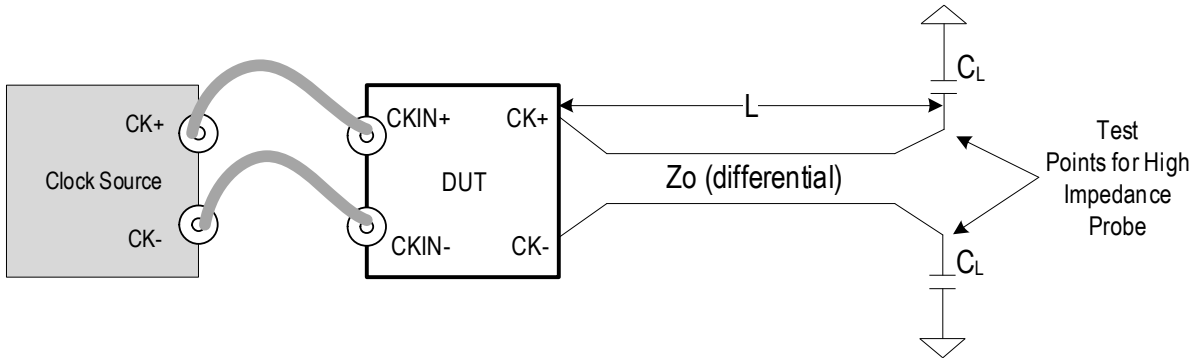 CK+
Clock Source
CK-
CKIN+
CK+
DUT
CKIN-
CK-
L
Zo (differential)
CL
CL
Test
Points for High
Impedance
Probe